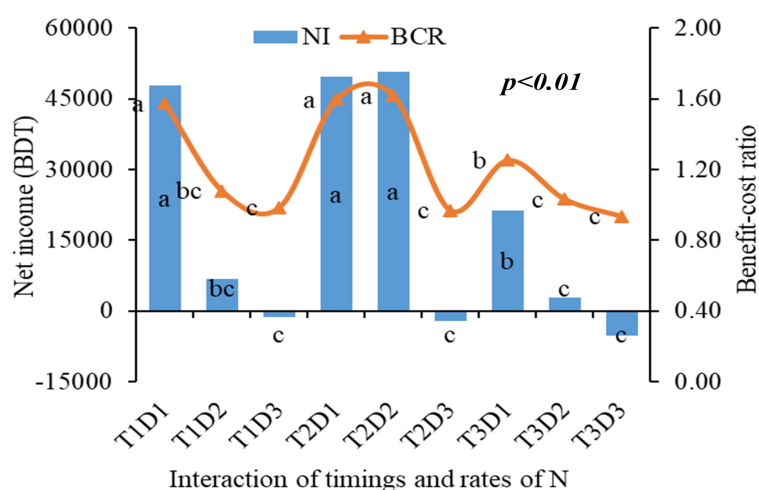 NI BCR
p<0.01
Net income (BDT)
60000
45000
30000
15000
0
-15000
Benefit-cost ratio
2.00
1.60
1.20
0.80
0.40
0.00
a
bc
c
a
a
c
b
c
c
a
bc
c
a
a
c
b
c
c
T1D1 T1D2 T1D3 T2D1 T2D2 T2D3 T3D1 T3D2 T3D3
Interaction of timings and rates of N